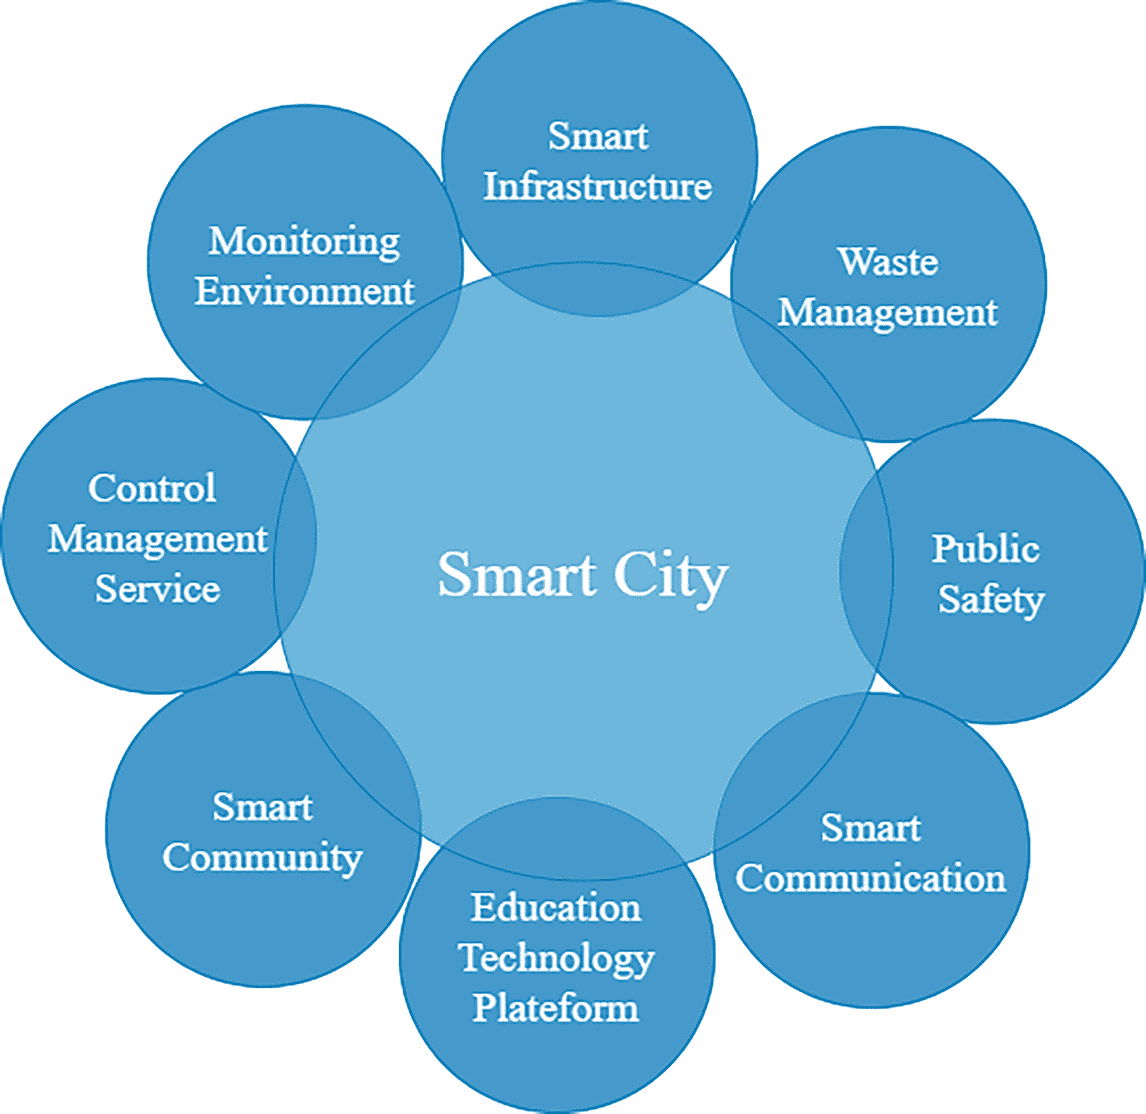 Smart
Infrastructure
Waste
Management
Public
Safety
Smart
Communication
Education
Technology
Plateform
Smart
Community
Control
Management
Service
Monitoring
Environment
Smart City